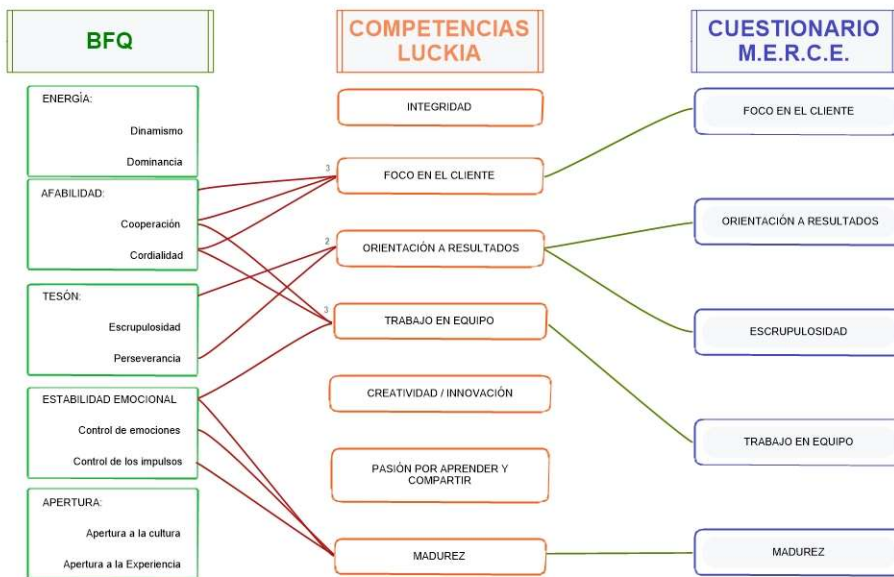 BFQ
ENERGÍA:
Dinamismo
Dominancia
AFABILIDAD:
Cooperación
Cordialidad
TESÓN:
Escrupulosidad
Perseverancia
ESTABILIDAD EMOCIONAL
Control de emociones
Control de los impulsos
APERTURA:
Apertura a la cultura
Apertura a la Experiencia
COMPETENCIAS
LUCKIA
INTEGRIDAD
3
FOCO EN EL CLIENTE
2
ORIENTACIÓN A RESULTADOS
3
TRABAJO EN EQUIPO
CREATIVIDAD / INNOVACIÓN
PASIÓN POR APRENDER Y
COMPARTIR
MADUREZ
CUESTIONARIO
M.E.R.C.E.
FOCO EN EL CLIENTE
ORIENTACIÓN A RESULTADOS
ESCRUPULOSIDAD
TRABAJO EN EQUIPO
MADUREZ